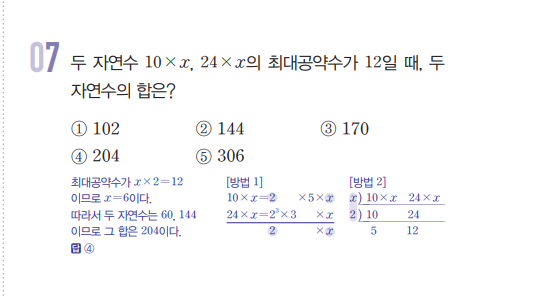 07 두 자연수 10×x, 24×x의 최대공약수가 12일 때, 두
자연수의 합은?
① 102 ② 144 ③ 170
④ 204 ⑤ 306
최대공약수가 x×2=12
이므로 x=6이다.
따라서 두 자연수는 60, 144
이므로 그 합은 204이다.
답 ④
[방법 1]
10×x=2 ×5×x
24×x=2³×3 ×x
2 ×x
[방법 2]
x) 10×x 24×x
2) 10 24
5 12